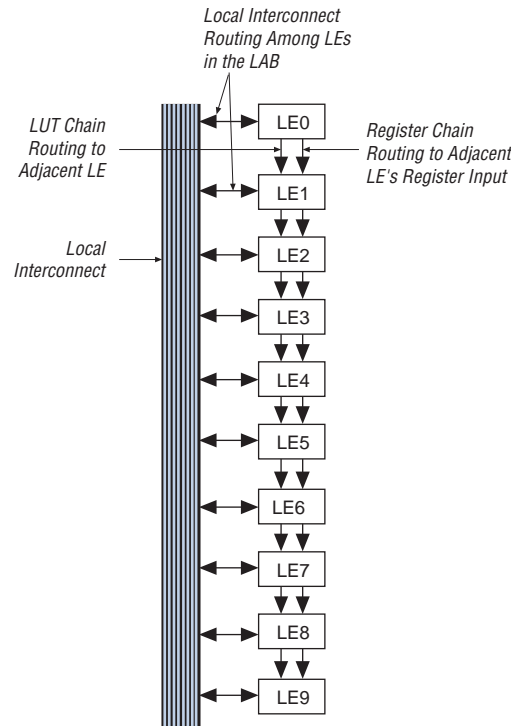 Local Interconnect
Routing Among LEs
in the LAB
LUT Chain
Routing to
Adjacent LE
Register Chain
Routing to Adjacent
LE's Register Input
Local
Interconnect
LE0
LE1
LE2
LE3
LE4
LE5
LE6
LE7
LE8
LE9